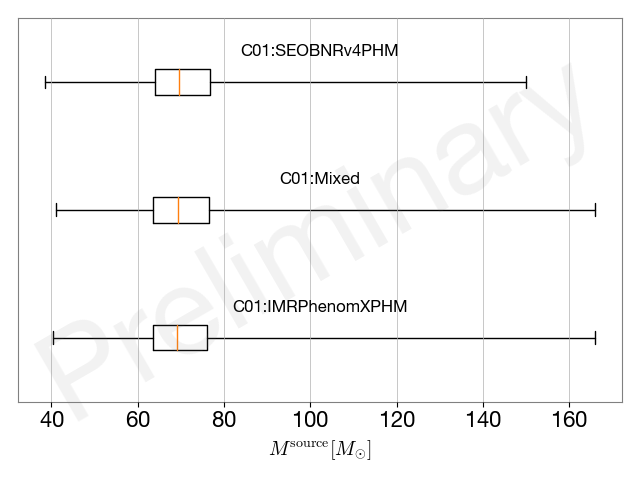 C01:SEOBNRv4PHM
C01:Mixed
C01:IMRPhenomXPHM
Preliminary
40 60 80 100 120 140 160
M^source [M_⊙]